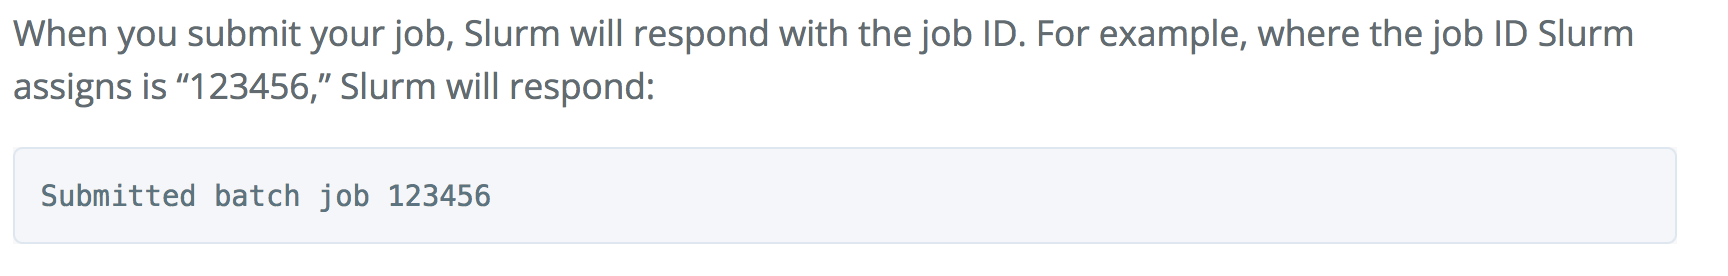 When you submit your job, Slurm will respond with the job ID. For example, where the job ID Slurm
assigns is “123456,” Slurm will respond:
Submitted batch job 123456